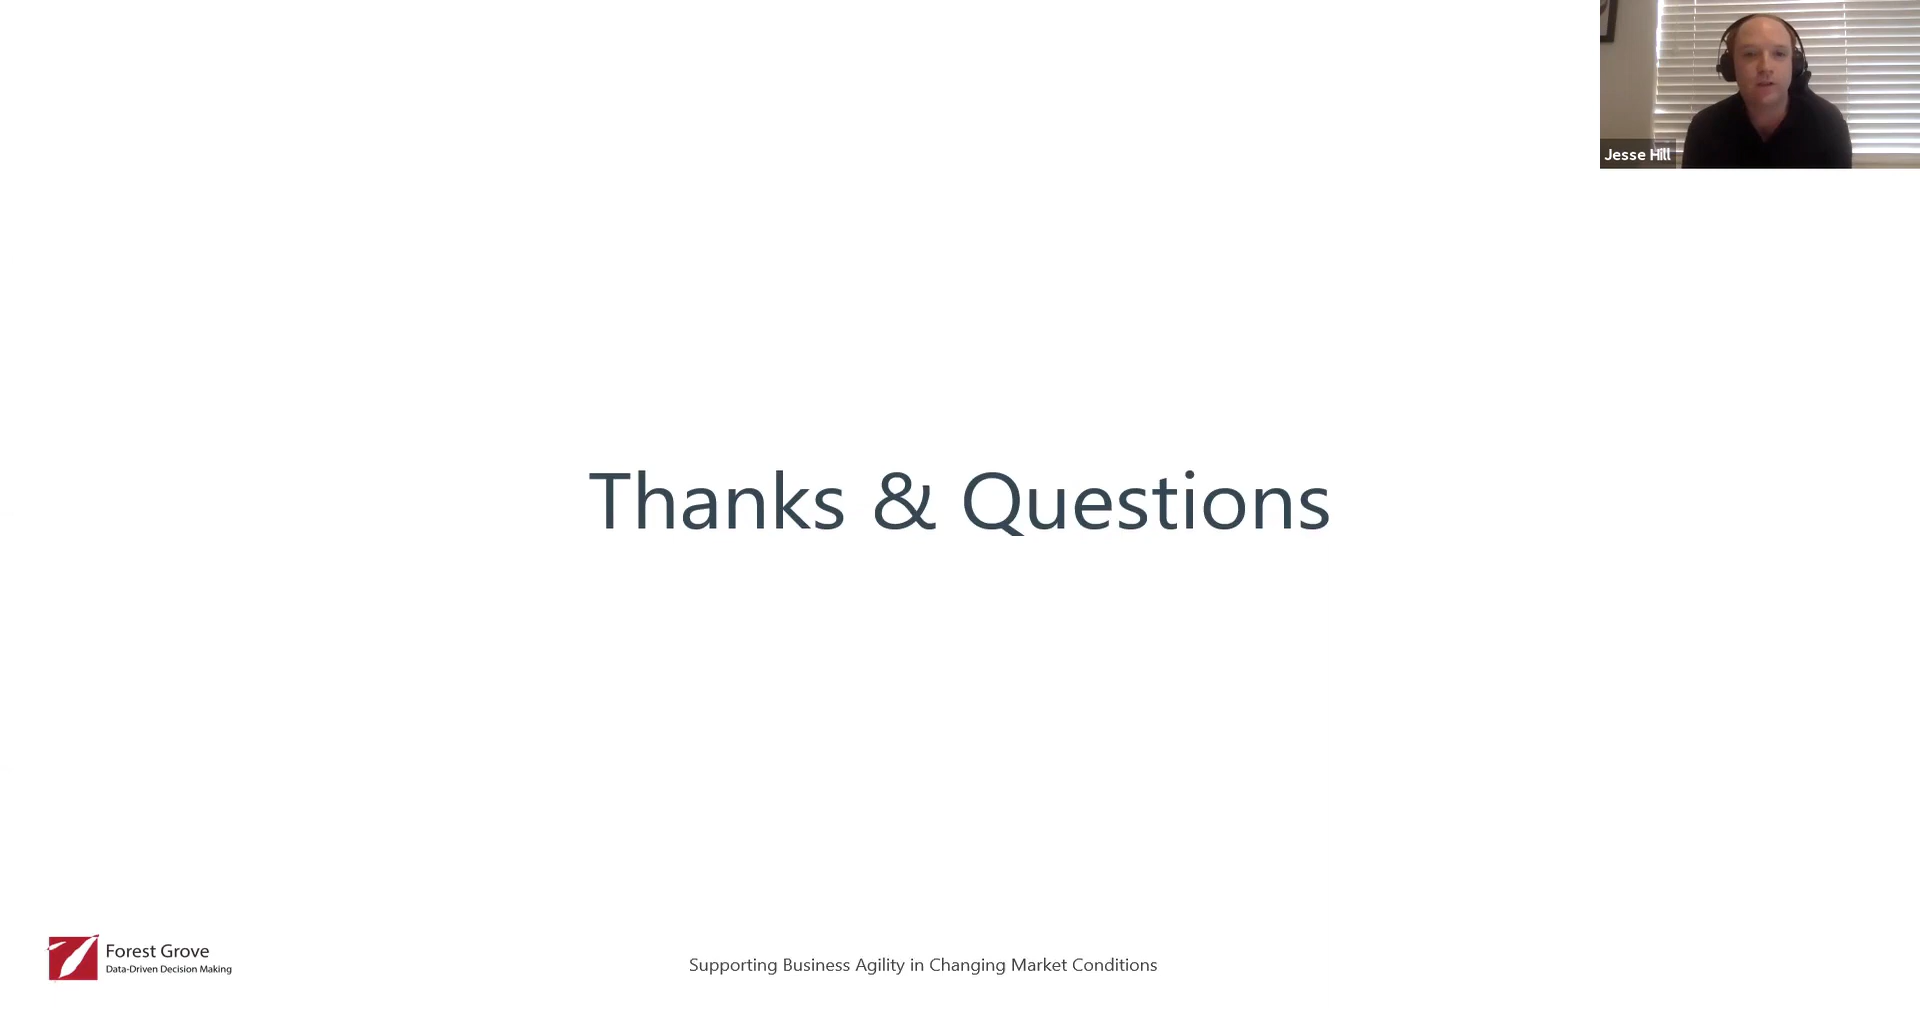 Jesse Hill
Thanks & Questions
Forest Grove
Data-Driven Decision Making
Supporting Business Agility in Changing Market Conditions